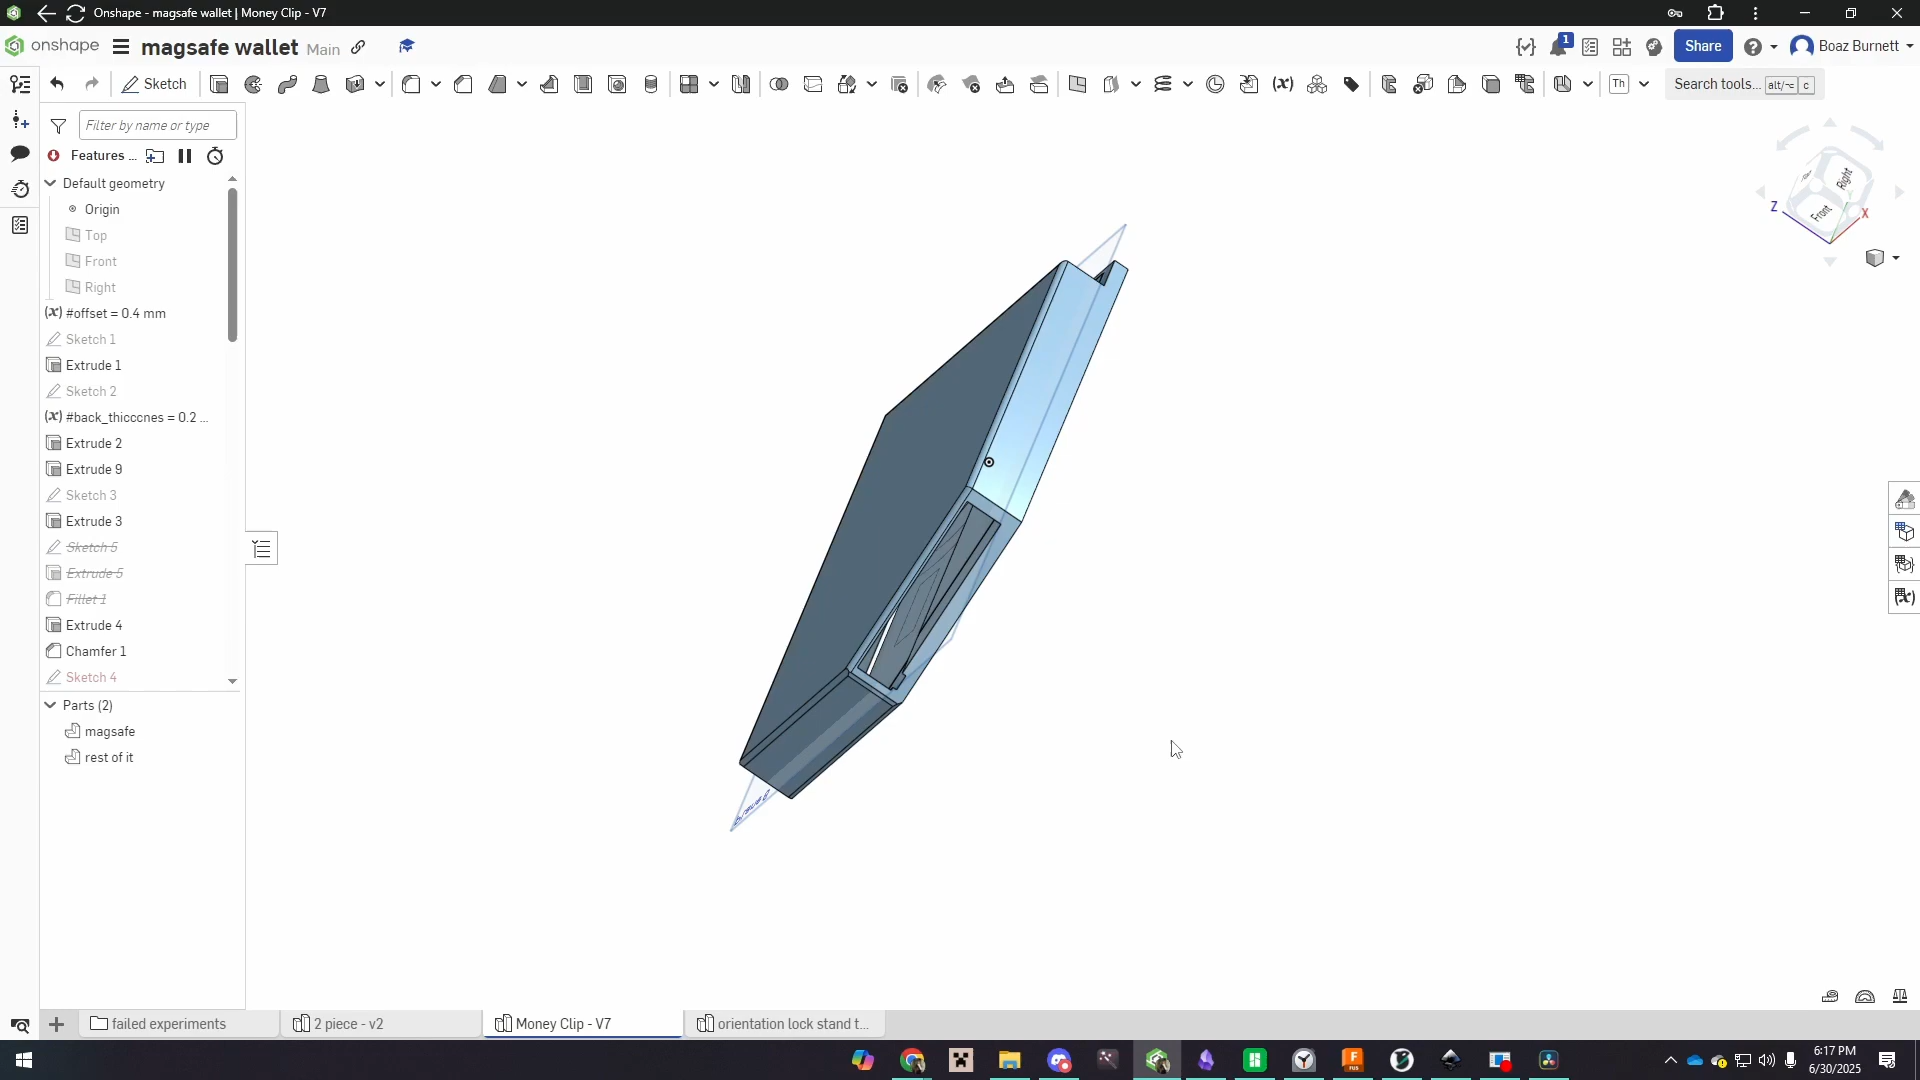 Onshape - magsafe wallet | Money Clip - V7
onshape
magsafe wallet Main
1
Share
Boaz Burnett
Sketch
Th
Search tools... alt/⌥ c
Filter by name or type
Features ...
Default geometry
Origin
Top
Front
Right
(x) #offset = 0.4 mm
Sketch 1
Extrude 1
Sketch 2
(x) #back_thicccnes = 0.2 ...
Extrude 2
Extrude 9
Sketch 3
Extrude 3
Sketch 5
Extrude 5
Fillet 1
Extrude 4
Chamfer 1
Sketch 4
Parts (2)
magsafe
rest of it
Right
Front
Z
X
failed experiments
2 piece - v2
Money Clip - V7
orientation lock stand t...
6:17 PM
6/30/2025